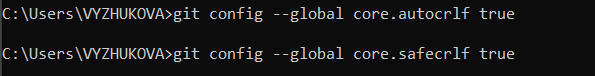 C:\Users\VYZHUKOVA>git config --global core.autocrlf true
C:\Users\VYZHUKOVA>git config --global core.safecrlf true